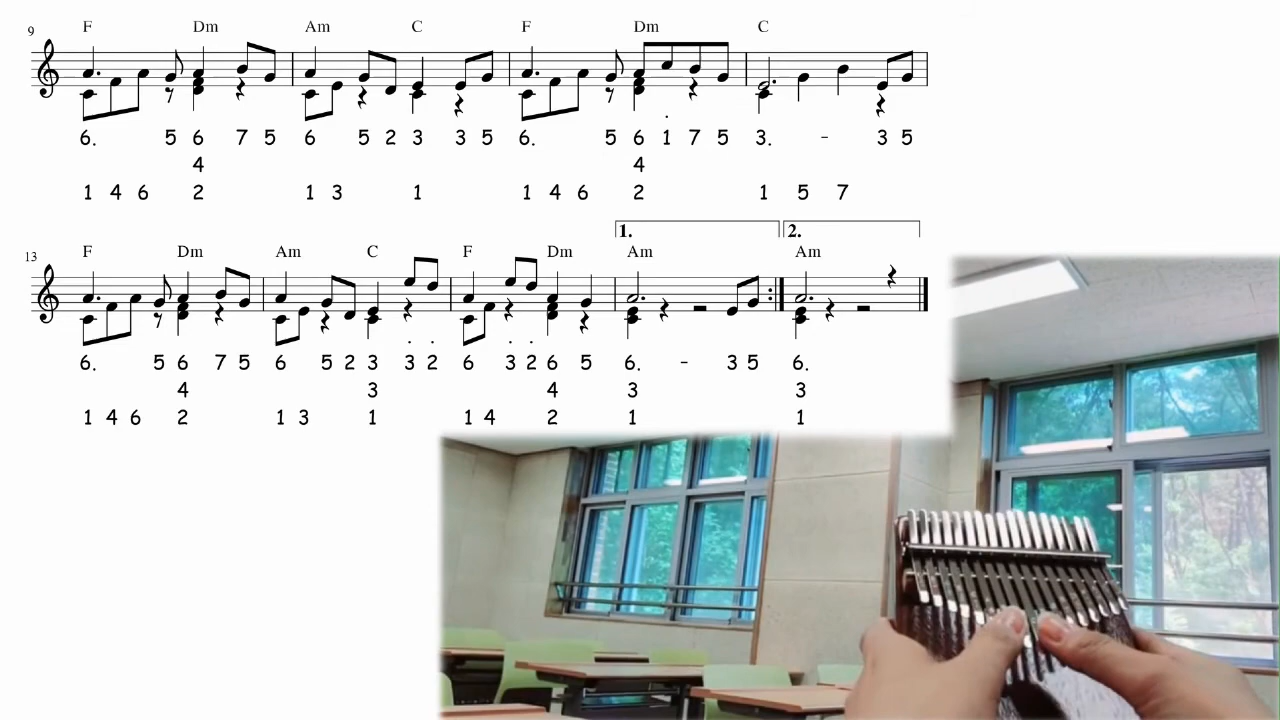 F Dm Am C F Dm C
9
6. 5 6 7 5 6 5 2 3 3 5 6. 5 6 1̇ 7 5 3. - 3 5
4 4
1 4 6 2 1 3 1 1 4 6 2 1 5 7
1. 2.
F Dm Am C F Dm Am Am
13
6. 5 6 7 5 6 5 2 3 3̇ 2̇ 6 3̇ 2̇ 6 5 6. - 3 5 6.
4 3 4 3 3
1 4 6 2 1 3 1 1 4 2 1 1